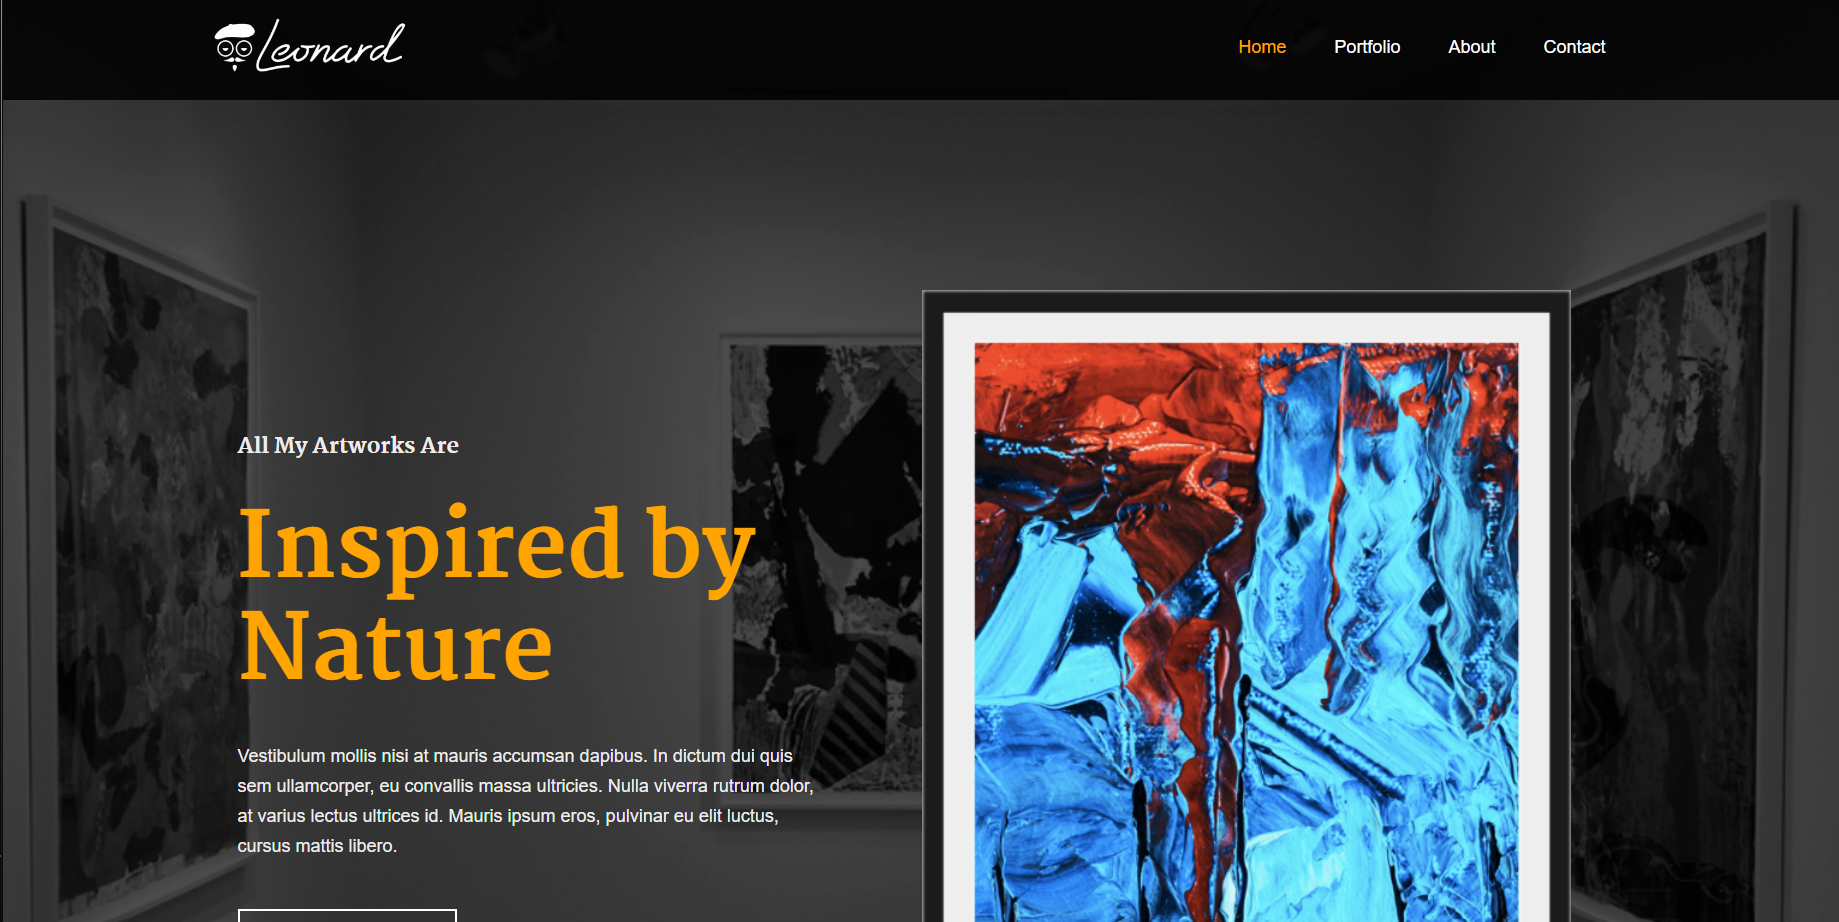 Leonard
Home Portfolio About Contact
All My Artworks Are
Inspired by
Nature
Vestibulum mollis nisi at mauris accumsan dapibus. In dictum dui quis
sem ullamcorper, eu convallis massa ultricies. Nulla viverra rutrum dolor,
at varius lectus ultrices id. Mauris ipsum eros, pulvinar eu elit luctus,
cursus mattis libero.